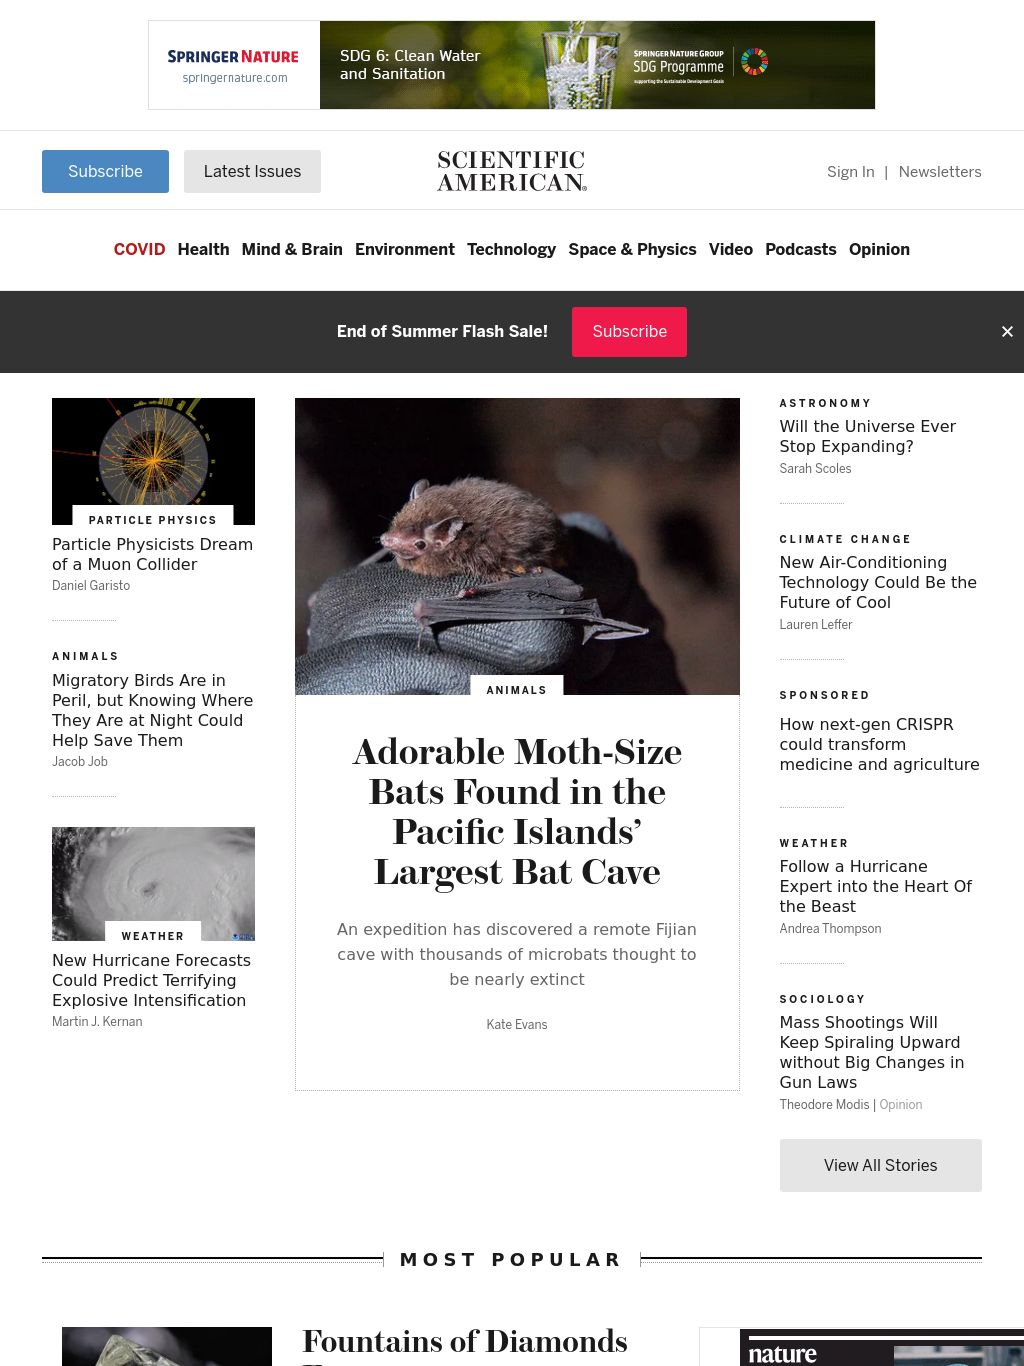 SPRINGER NATURE
springernature.com
SDG 6: Clean Water
and Sanitation
SPRINGER NATURE GROUP
SDG Programme
supporting the Sustainable Development Goals
Subscribe
Latest Issues
SCIENTIFIC
AMERICAN®
Sign In | Newsletters
COVID Health Mind & Brain Environment Technology Space & Physics Video Podcasts Opinion
End of Summer Flash Sale!
Subscribe
✕
PARTICLE PHYSICS
Particle Physicists Dream
of a Muon Collider
Daniel Garisto
ANIMALS
Migratory Birds Are in
Peril, but Knowing Where
They Are at Night Could
Help Save Them
Jacob Job
WEATHER
New Hurricane Forecasts
Could Predict Terrifying
Explosive Intensification
Martin J. Kernan
ANIMALS
Adorable Moth-Size
Bats Found in the
Pacific Islands’
Largest Bat Cave
An expedition has discovered a remote Fijian
cave with thousands of microbats thought to
be nearly extinct
Kate Evans
ASTRONOMY
Will the Universe Ever
Stop Expanding?
Sarah Scoles
CLIMATE CHANGE
New Air-Conditioning
Technology Could Be the
Future of Cool
Lauren Leffer
SPONSORED
How next-gen CRISPR
could transform
medicine and agriculture
WEATHER
Follow a Hurricane
Expert into the Heart Of
the Beast
Andrea Thompson
SOCIOLOGY
Mass Shootings Will
Keep Spiraling Upward
without Big Changes in
Gun Laws
Theodore Modis | Opinion
View All Stories
MOST POPULAR
Fountains of Diamonds
nature